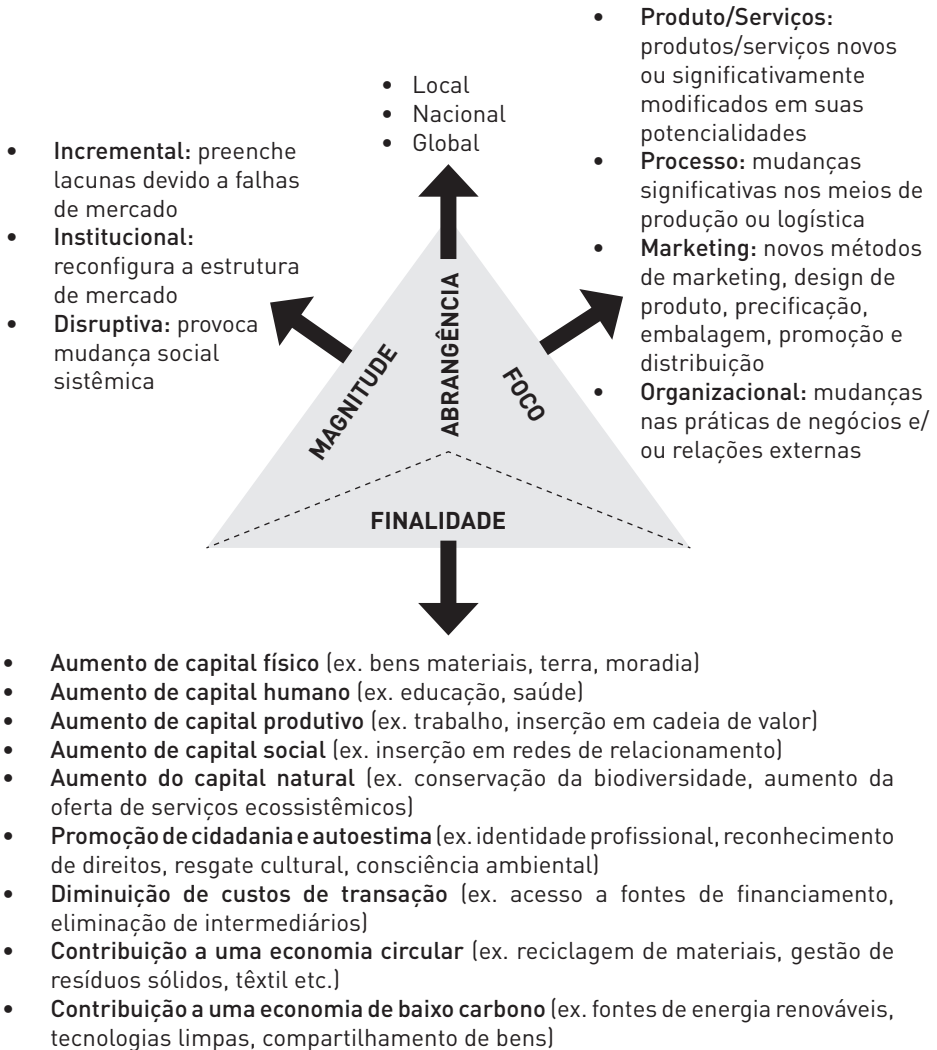 • Local
• Nacional
• Global
• Incremental: preenche
lacunas devido a falhas
de mercado
• Institucional:
reconfigura a estrutura
de mercado
• Disruptiva: provoca
mudança social
sistêmica
• Produto/Serviços:
produtos/serviços novos
ou significativamente
modificados em suas
potencialidades
• Processo: mudanças
significativas nos meios de
produção ou logística
• Marketing: novos métodos
de marketing, design de
produto, precificação,
embalagem, promoção e
distribuição
• Organizacional: mudanças
nas práticas de negócios e/
ou relações externas
MAGNITUDE
ABRANGÊNCIA
FOCO
FINALIDADE
• Aumento de capital físico (ex. bens materiais, terra, moradia)
• Aumento de capital humano (ex. educação, saúde)
• Aumento de capital produtivo (ex. trabalho, inserção em cadeia de valor)
• Aumento de capital social (ex. inserção em redes de relacionamento)
• Aumento do capital natural (ex. conservação da biodiversidade, aumento da
oferta de serviços ecossistêmicos)
• Promoção de cidadania e autoestima (ex. identidade profissional, reconhecimento
de direitos, resgate cultural, consciência ambiental)
• Diminuição de custos de transação (ex. acesso a fontes de financiamento,
eliminação de intermediários)
• Contribuição a uma economia circular (ex. reciclagem de materiais, gestão de
resíduos sólidos, têxtil etc.)
• Contribuição a uma economia de baixo carbono (ex. fontes de energia renováveis,
tecnologias limpas, compartilhamento de bens)